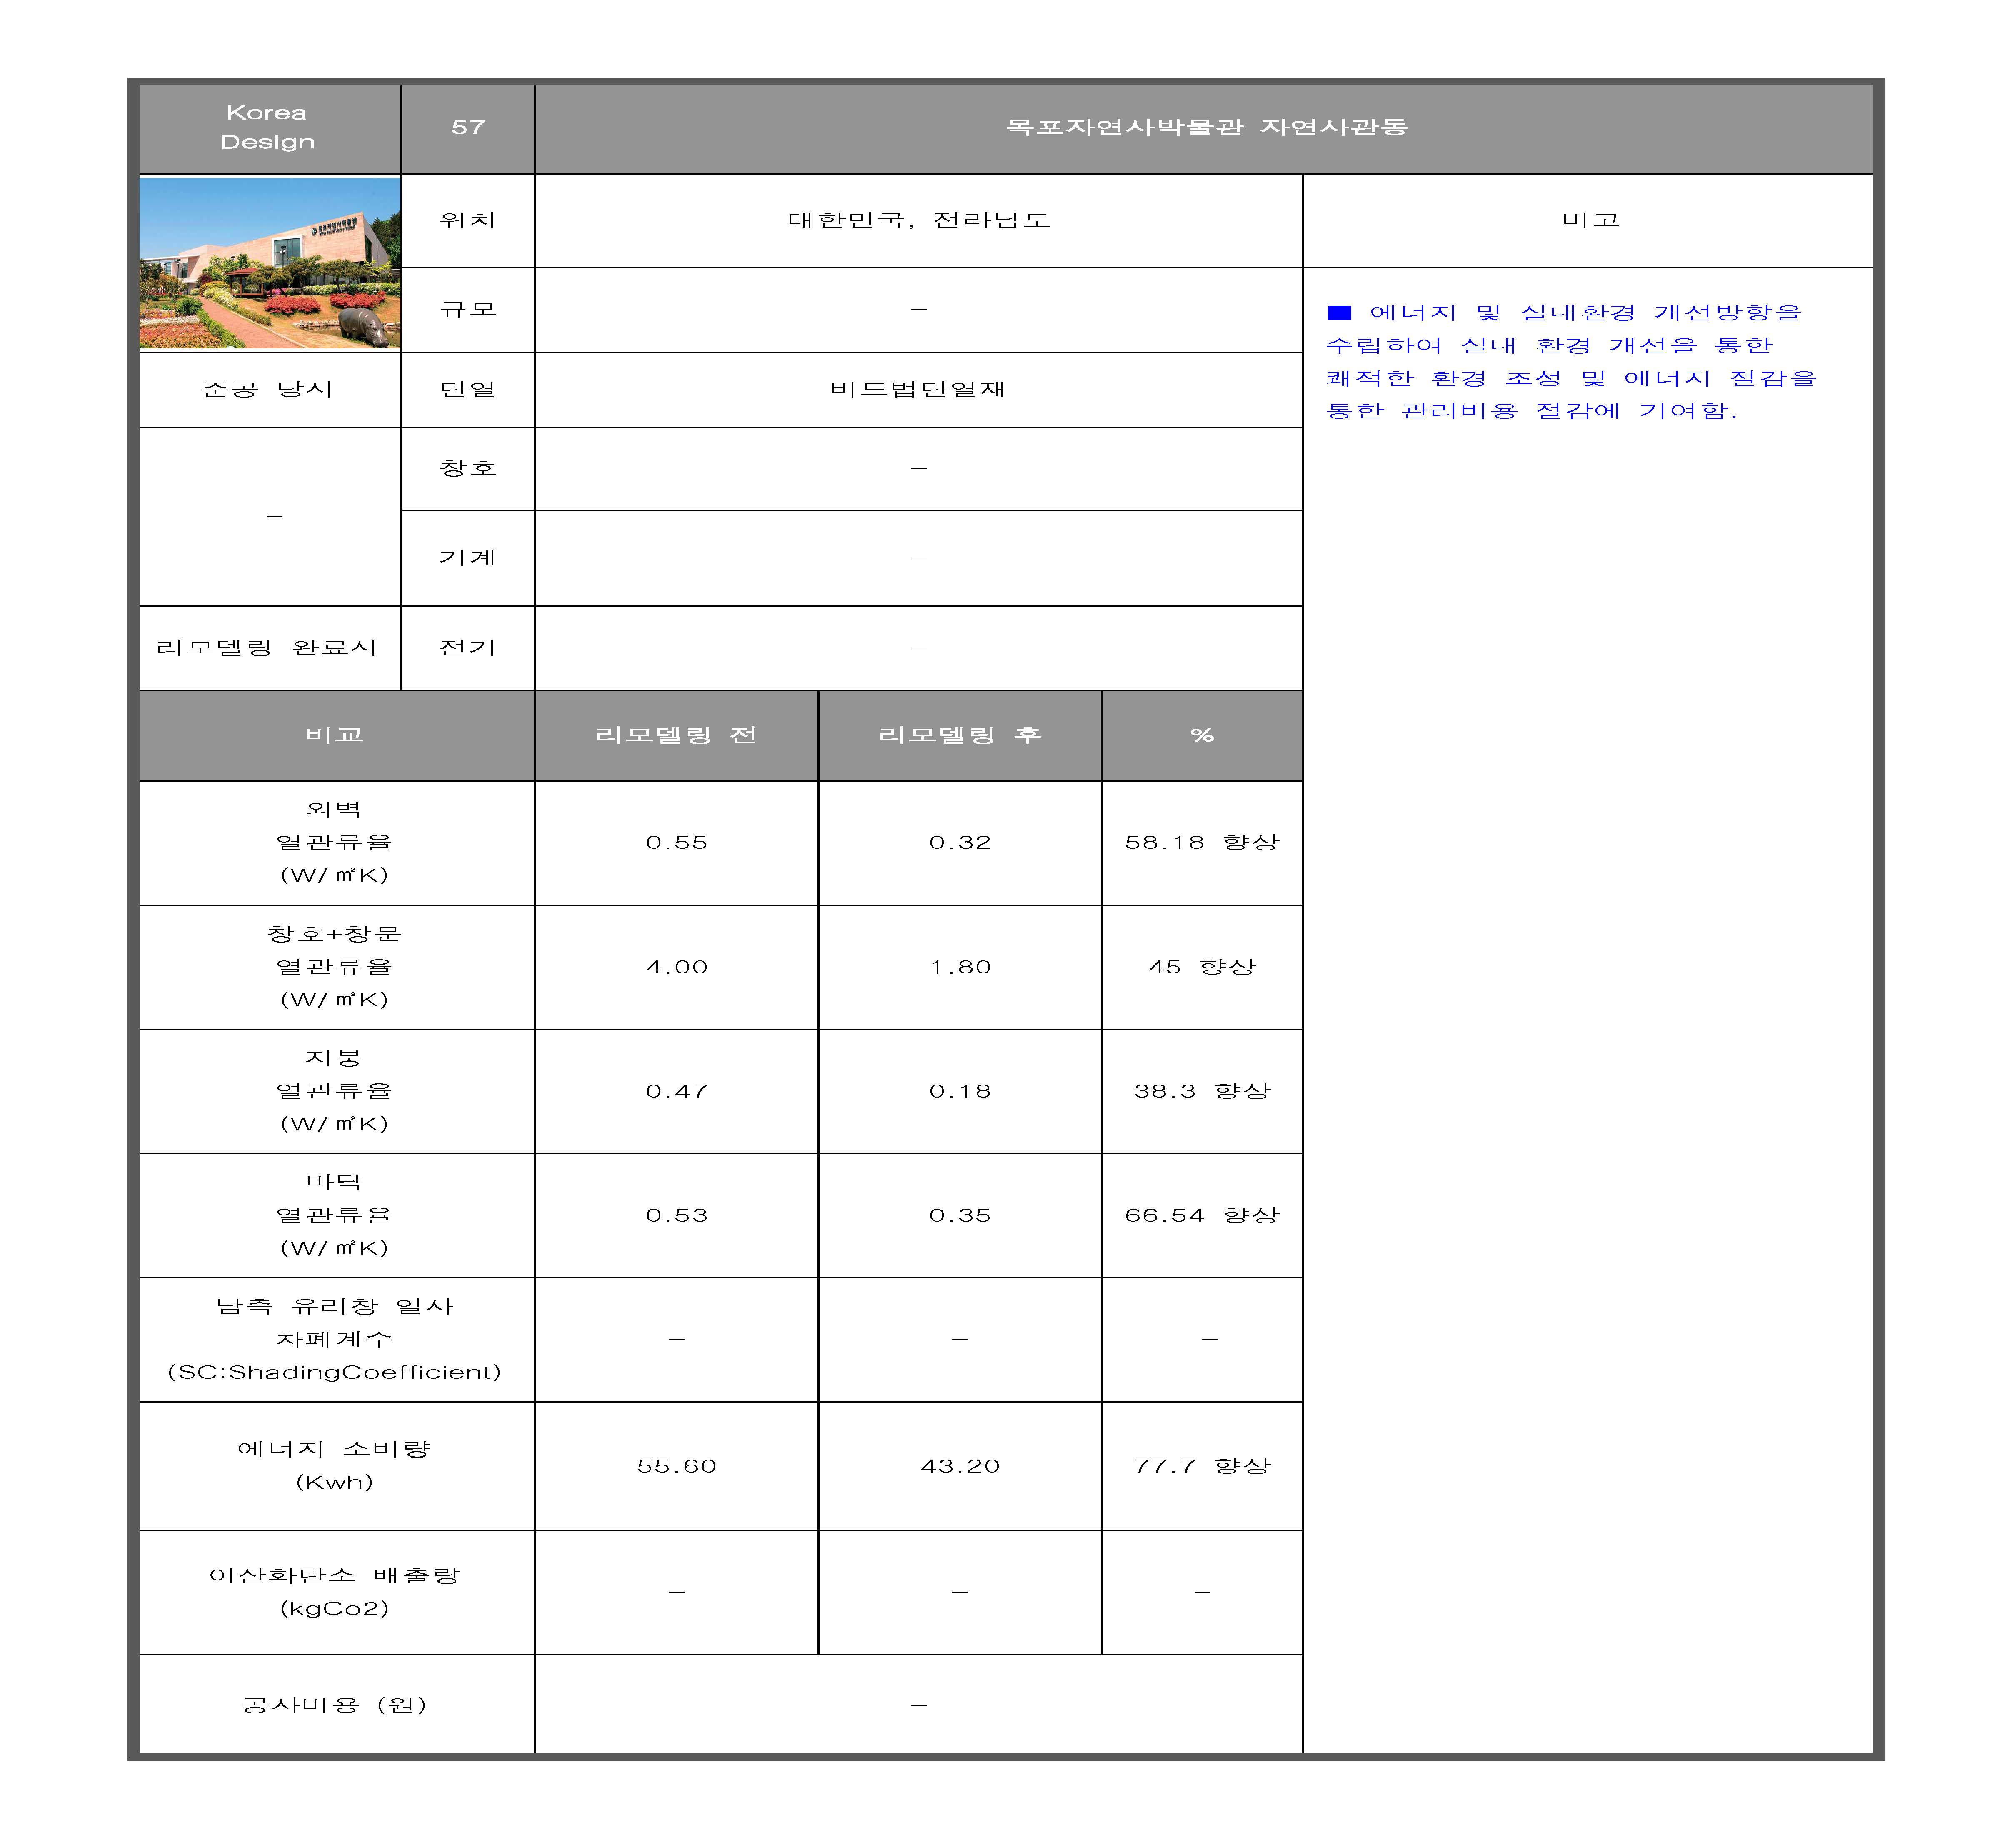 Korea
Design
57
목포자연사박물관 자연사관동
목포자연사박물관
위치
대한민국, 전라남도
비고
규모
–
■ 에너지 및 실내환경 개선방향을
수립하여 실내 환경 개선을 통한
쾌적한 환경 조성 및 에너지 절감을
통한 관리비용 절감에 기여함.
준공 당시
단열
비드법단열재
–
창호
–
기계
–
리모델링 완료시
전기
–
비교
리모델링 전
리모델링 후
%
외벽
열관류율
(W/㎡K)
0.55
0.32
58.18 향상
창호+창문
열관류율
(W/㎡K)
4.00
1.80
45 향상
지붕
열관류율
(W/㎡K)
0.47
0.18
38.3 향상
바닥
열관류율
(W/㎡K)
0.53
0.35
66.54 향상
남측 유리창 일사
차폐계수
(SC:ShadingCoefficient)
–
–
–
에너지 소비량
(Kwh)
55.60
43.20
77.7 향상
이산화탄소 배출량
(kgCo2)
–
–
–
공사비용 (원)
–